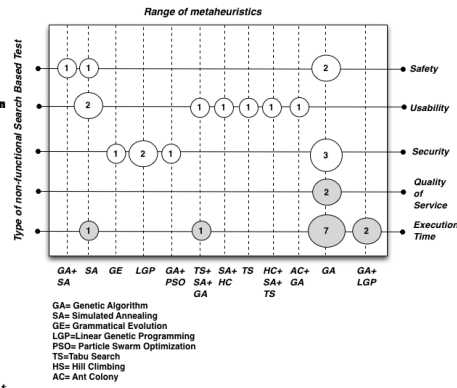 Range of metaheuristics
Type of non-functional Search Based Test
n
1 1 2 Safety
2 1 1 1 1 1 Usability
1 2 1 3 Security
2 Quality
of
Service
1 1 7 2 Execution
Time
GA+ SA GE LGP GA+ TS+ SA+ TS HC+ AC+ GA GA+
SA PSO SA+ HC SA+ GA LGP
GA TS
GA= Genetic Algorithm
SA= Simulated Annealing
GE= Grammatical Evolution
LGP=Linear Genetic Programming
PSO= Particle Swarm Optimization
TS=Tabu Search
HS= Hill Climbing
AC= Ant Colony